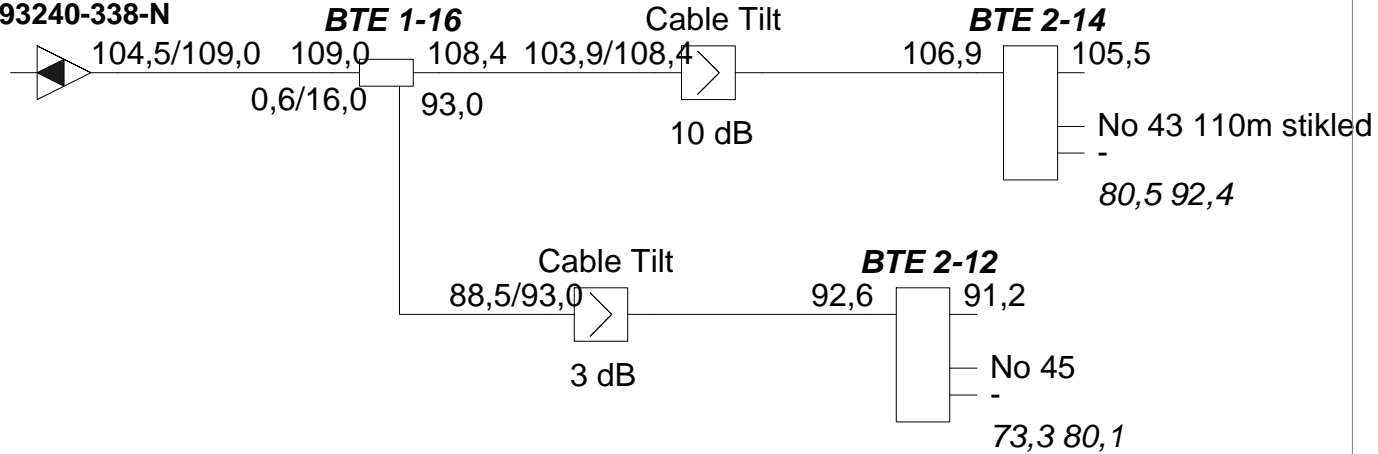 93240-338-N
BTE 1-16
Cable Tilt
BTE 2-14
104,5/109,0
109,0
108,4
103,9/108,4
106,9
105,5
0,6/16,0
93,0
10 dB
No 43 110m stikled
-
80,5 92,4
Cable Tilt
BTE 2-12
88,5/93,0
92,6
91,2
3 dB
No 45
-
73,3 80,1